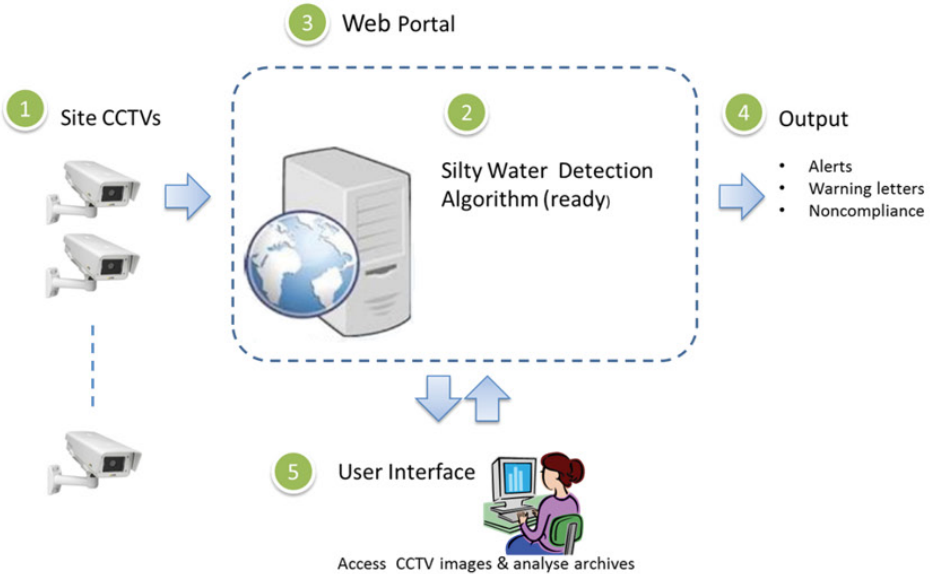 3 Web Portal
1 Site CCTVs
2
4 Output
Silty Water Detection
Algorithm (ready)
• Alerts
• Warning letters
• Noncompliance
5 User Interface
Access CCTV images & analyse archives